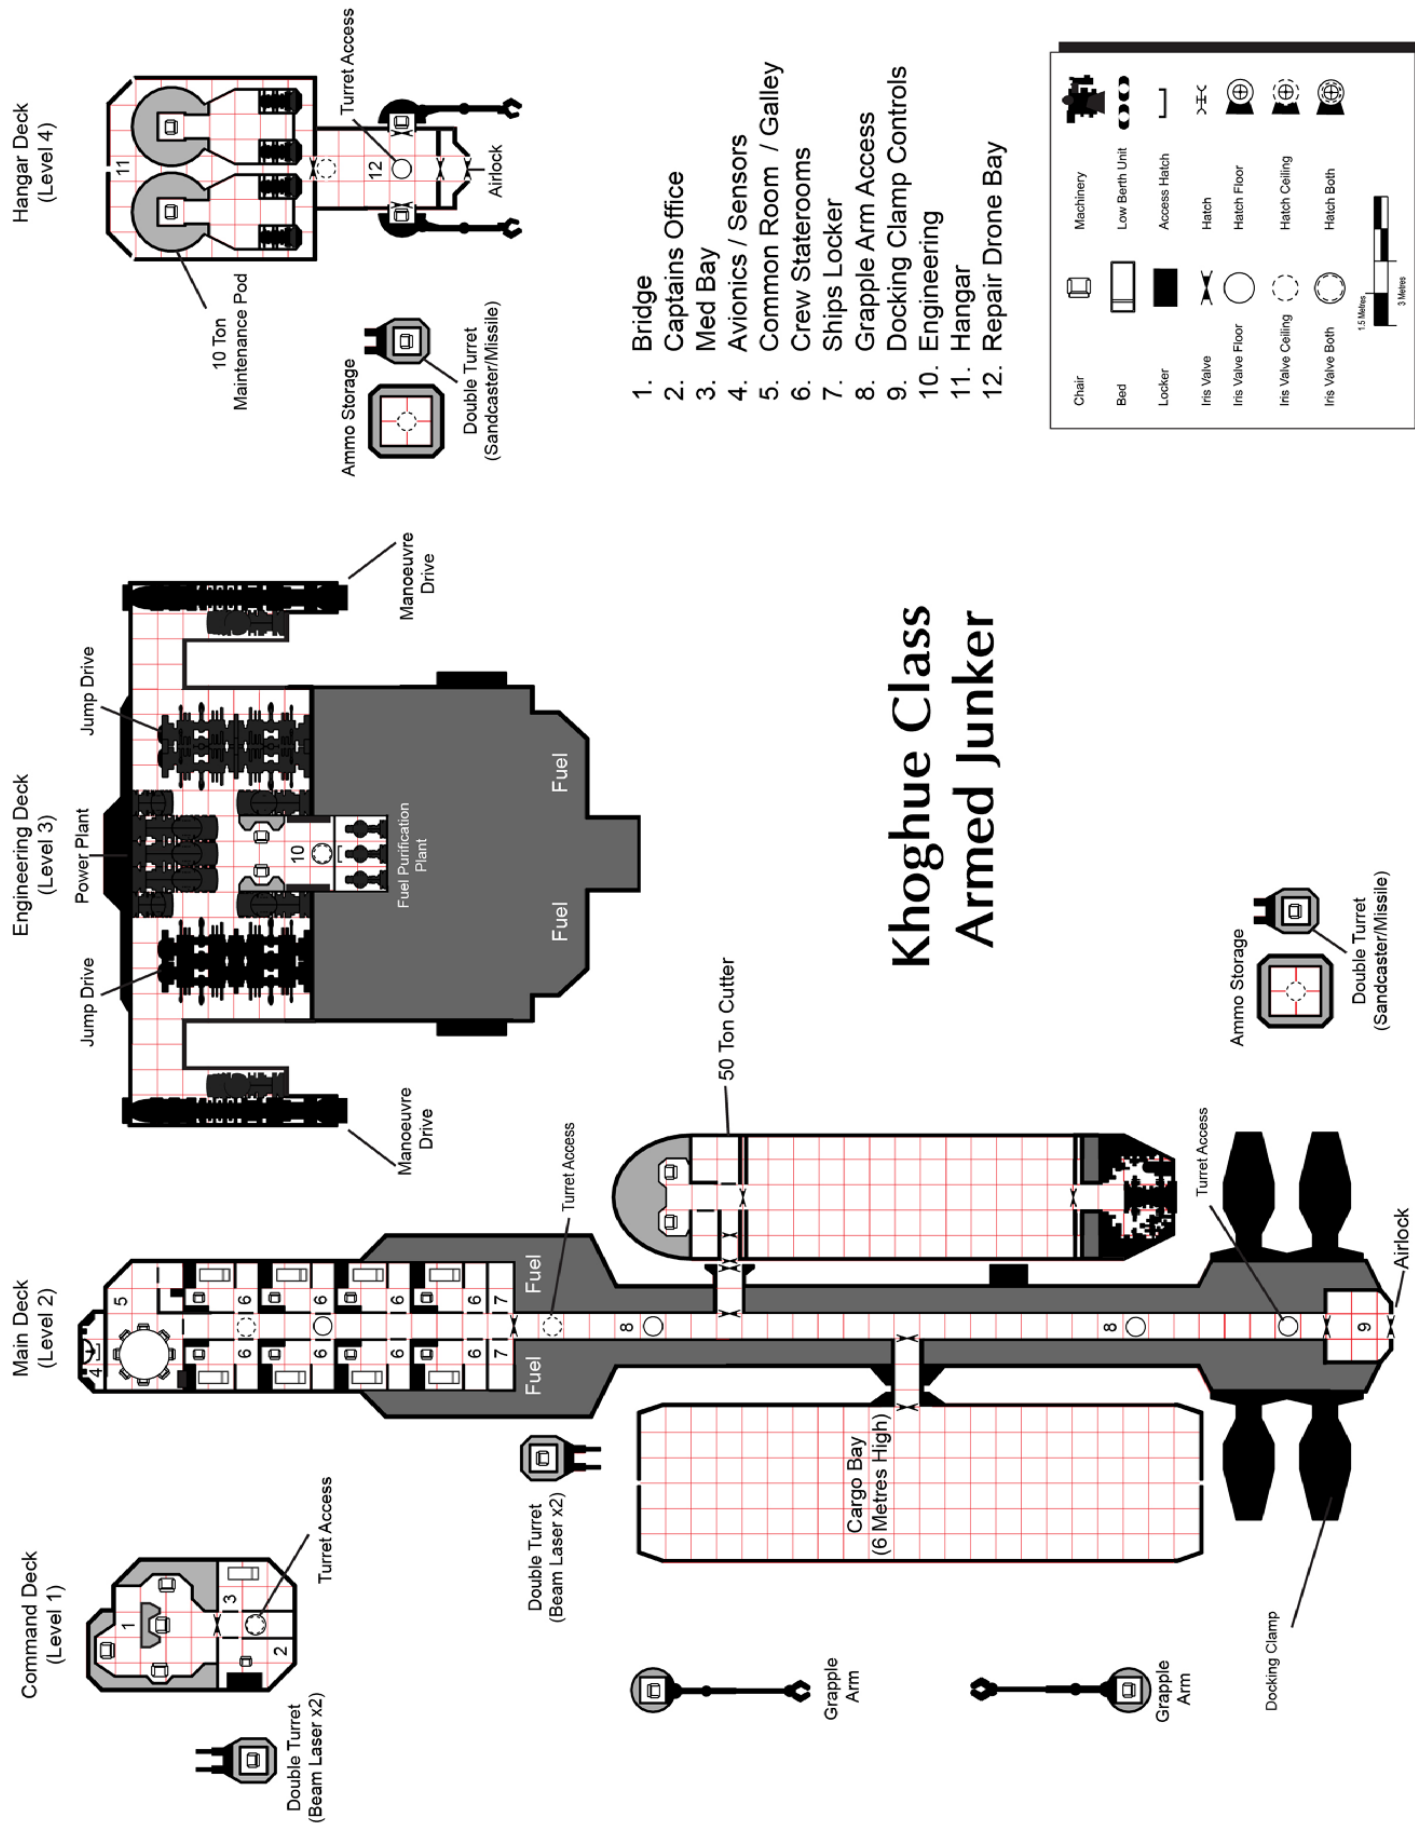 Khoghue Class
Armed Junker
Command Deck
(Level 1)
1
2
3
Turret Access
Double Turret
(Beam Laser x2)
Main Deck
(Level 2)
4
5
6
6
6
6
6
6
6
6
7
7
Fuel
Fuel
Turret Access
8
8
50 Ton Cutter
Cargo Bay
(6 Metres High)
Double Turret
(Beam Laser x2)
Grapple
Arm
Grapple
Arm
Docking Clamp
Turret Access
9
Airlock
Ammo Storage
Double Turret
(Sandcaster/Missile)
Engineering Deck
(Level 3)
Power Plant
Jump Drive
Jump Drive
Manoeuvre
Drive
Manoeuvre
Drive
10
Fuel Purification
Plant
Fuel
Fuel
Hangar Deck
(Level 4)
11
12
10 Ton
Maintenance Pod
Turret Access
Airlock
Ammo Storage
Double Turret
(Sandcaster/Missile)
1. Bridge
2. Captains Office
3. Med Bay
4. Avionics / Sensors
5. Common Room / Galley
6. Crew Staterooms
7. Ships Locker
8. Grapple Arm Access
9. Docking Clamp Controls
10. Engineering
11. Hangar
12. Repair Drone Bay
Chair
Machinery
Bed
Low Berth Unit
Locker
Access Hatch
Iris Valve
Hatch
Iris Valve Floor
Hatch Floor
Iris Valve Ceiling
Hatch Ceiling
Iris Valve Both
Hatch Both
1.5 Metres
3 Metres